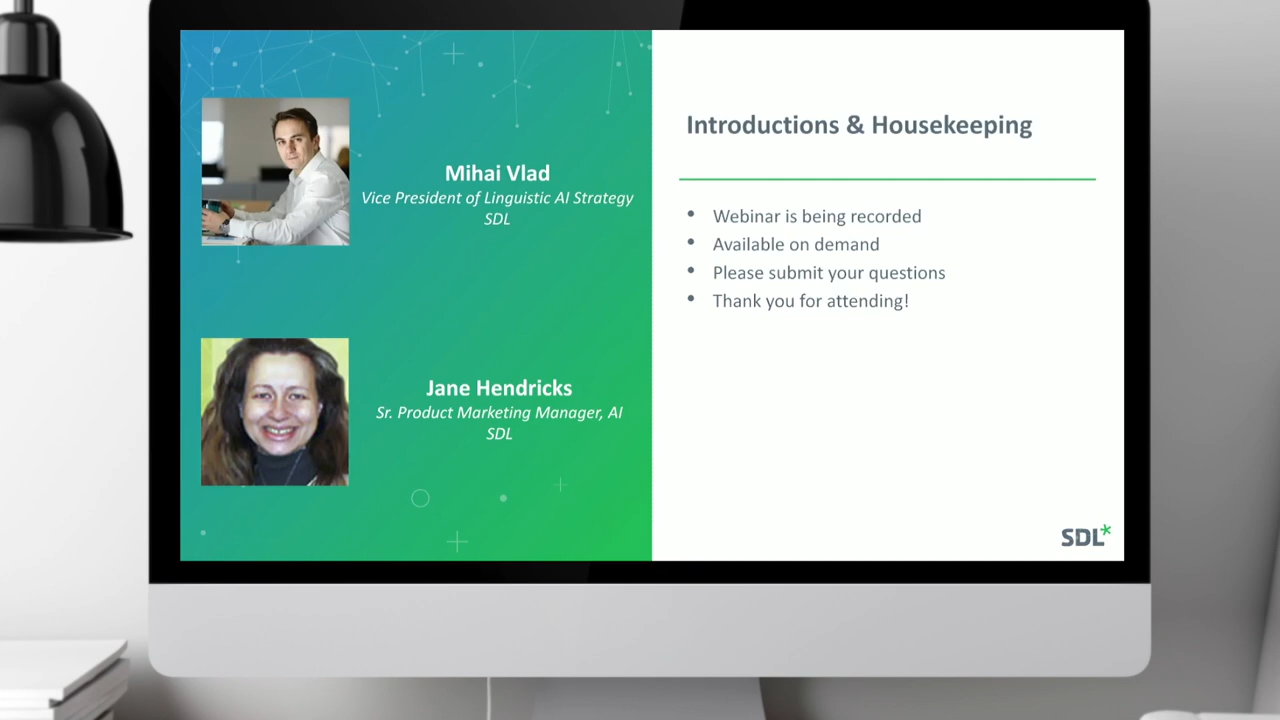 Mihai Vlad
Vice President of Linguistic AI Strategy
SDL
Jane Hendricks
Sr. Product Marketing Manager, AI
SDL
Introductions & Housekeeping
• Webinar is being recorded
• Available on demand
• Please submit your questions
• Thank you for attending!
SDL*